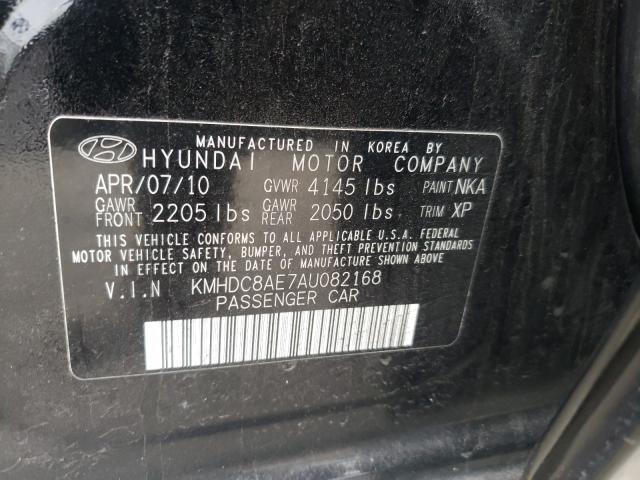 MANUFACTURED IN KOREA BY
HYUNDAI MOTOR COMPANY
APR/07/10 GVWR 4145 lbs PAINT NKA
GAWR FRONT 2205 lbs GAWR REAR 2050 lbs TRIM XP
THIS VEHICLE CONFORMS TO ALL APPLICABLE U.S.A. FEDERAL
MOTOR VEHICLE SAFETY, BUMPER, AND THEFT PREVENTION STANDARDS
IN EFFECT ON THE DATE OF MANUFACTURE SHOWN ABOVE.
V.I.N KMHDC8AE7AU082168
PASSENGER CAR